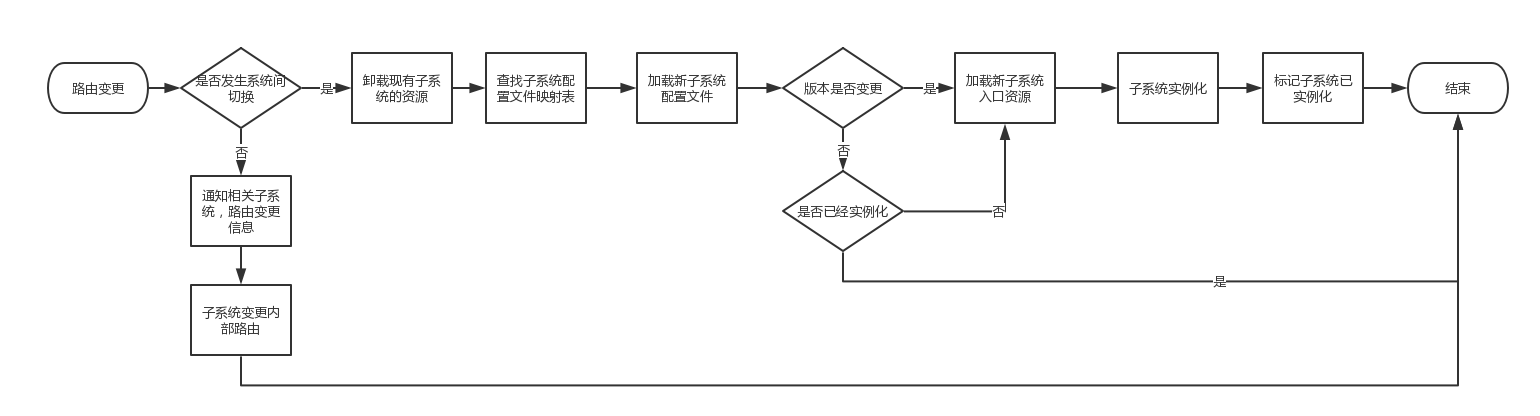 路由变更
是否发生系统间
切换
是
卸载现有子系
统的资源
查找子系统配
置文件映射表
加载新子系统
配置文件
版本是否变更
是
加载新子系统
入口资源
子系统实例化
标记子系统已
实例化
结束
否
通知相关子系
统，路由变更
信息
子系统变更内
部路由
否
是否已经实例化
否
是